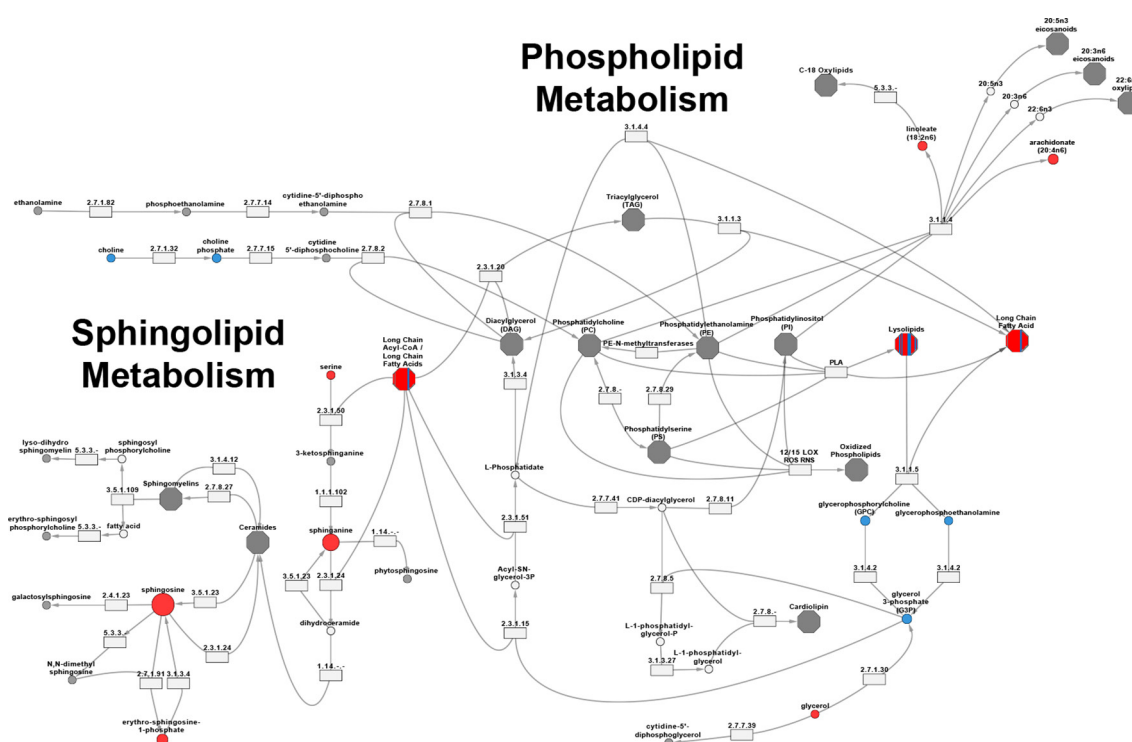 Phospholipid
Metabolism
20:5n3
eicosanoids
20:3n6
eicosanoids
C-18 Oxylipids
5.3.3.-
20:5n3
20:3n6
22:6n3
linoleate
(18:2n6)
arachidonate
(20:4n6)
3.1.4.4
ethanolamine
2.7.1.82
phosphoethanolamine
2.7.7.14
cytidine-5'-diphospho
ethanolamine
2.7.8.1
Triacylglycerol
(TAG)
3.1.1.3
3.1.1.4
choline
2.7.1.32
choline
phosphate
2.7.7.15
cytidine
5'-diphosphocholine
2.7.8.2
2.3.1.20
Sphingolipid
Metabolism
Long Chain
Acyl-CoA /
Long Chain
Fatty Acids
Diacylglycerol
(DAG)
Phosphatidylcholine
(PC)
Phosphatidylethanolamine
(PE)
Phosphatidylinositol
(PI)
Lysolipids
Long Chain
Fatty Acid
PE-N-methyltransferases
PLA
serine
2.3.1.50
3.1.3.4
2.7.8.-
2.7.8.29
Phosphatidylserine
(PS)
3-ketosphinganine
L-Phosphatidate
12/15 LOX
ROS RNS
Oxidized
Phospholipids
3.1.1.5
lyso-dihydro
sphingomyelin
5.3.3.-
sphingosyl
phosphorylcholine
3.1.4.12
Sphingomyelins
2.7.8.27
3.5.1.109
erythro-sphingosyl
phosphorylcholine
5.3.3.-
fatty acid
Ceramides
1.1.1.102
sphinganine
1.14.-.-
phytosphingosine
2.7.7.41
CDP-diacylglycerol
2.7.8.11
glycerophosphorylcholine
(GPC)
glycerophosphoethanolamine
2.3.1.51
Acyl-SN-
glycerol-3P
3.5.1.23
2.3.1.24
dihydroceramide
1.14.-.-
2.3.1.15
2.7.8.5
3.1.4.2
3.1.4.2
glycerol
3-phosphate
(G3P)
galactosylsphingosine
2.4.1.23
sphingosine
3.5.1.23
5.3.3.-
2.3.1.24
N,N-dimethyl
sphingosine
2.7.1.91
3.1.3.4
erythro-sphingosine-
1-phosphate
L-1-phosphatidyl-
glycerol-P
3.1.3.27
L-1-phosphatidyl-
glycerol
2.7.8.-
Cardiolipin
2.7.1.30
glycerol
cytidine-5'-
diphosphoglycerol
2.7.7.39